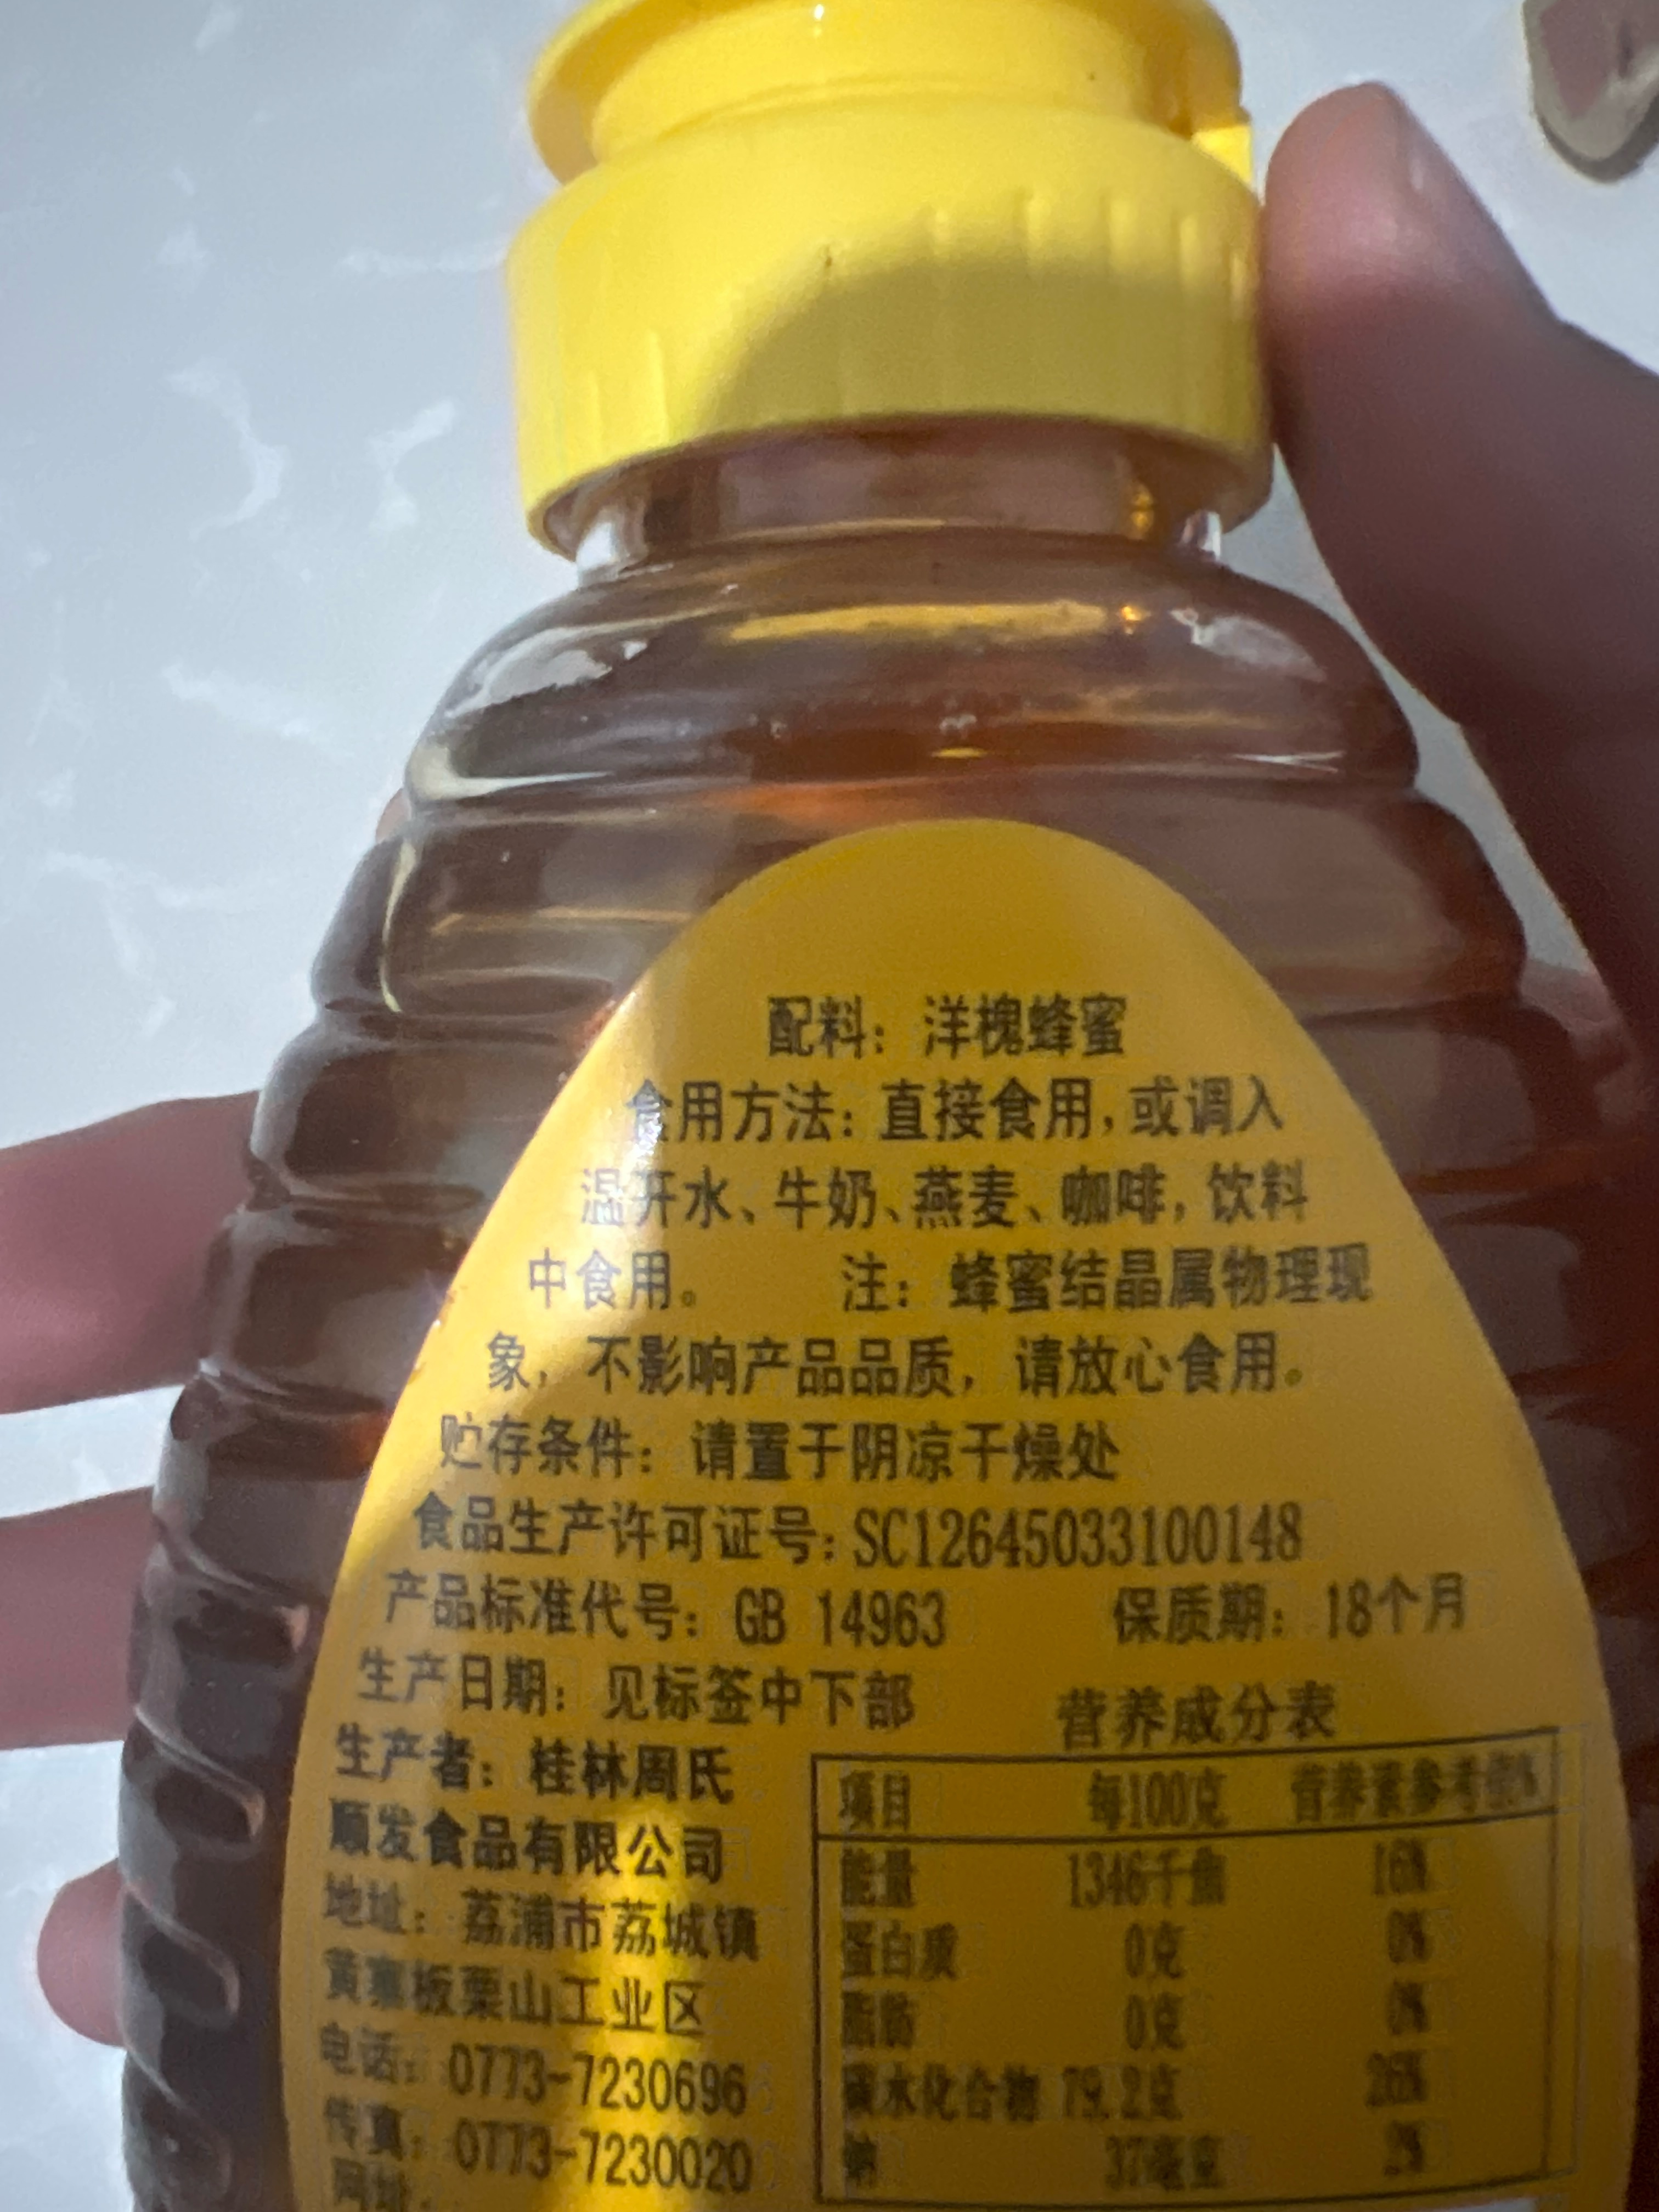 配料：洋槐蜂蜜
食用方法：直接食用，或调入
温开水、牛奶、燕麦、咖啡，饮料
中食用。 注：蜂蜜结晶属物理现
象，不影响产品品质，请放心食用。
贮存条件：请置于阴凉干燥处
食品生产许可证号：SC12645033100148
产品标准代号：GB 14963 保质期：18个月
生产日期：见标签中下部
生产者：桂林周氏
顺发食品有限公司
地址：荔浦市荔城镇
黄寨板栗山工业区
电话：0773-7230696
传真：0773-7230020
网址：
营养成分表
项目 每100克 营养素参考值%
能量 1346千焦 16%
蛋白质 0克 0%
脂肪 0克 0%
碳水化合物 79.2克 26%
钠 37毫克 2%